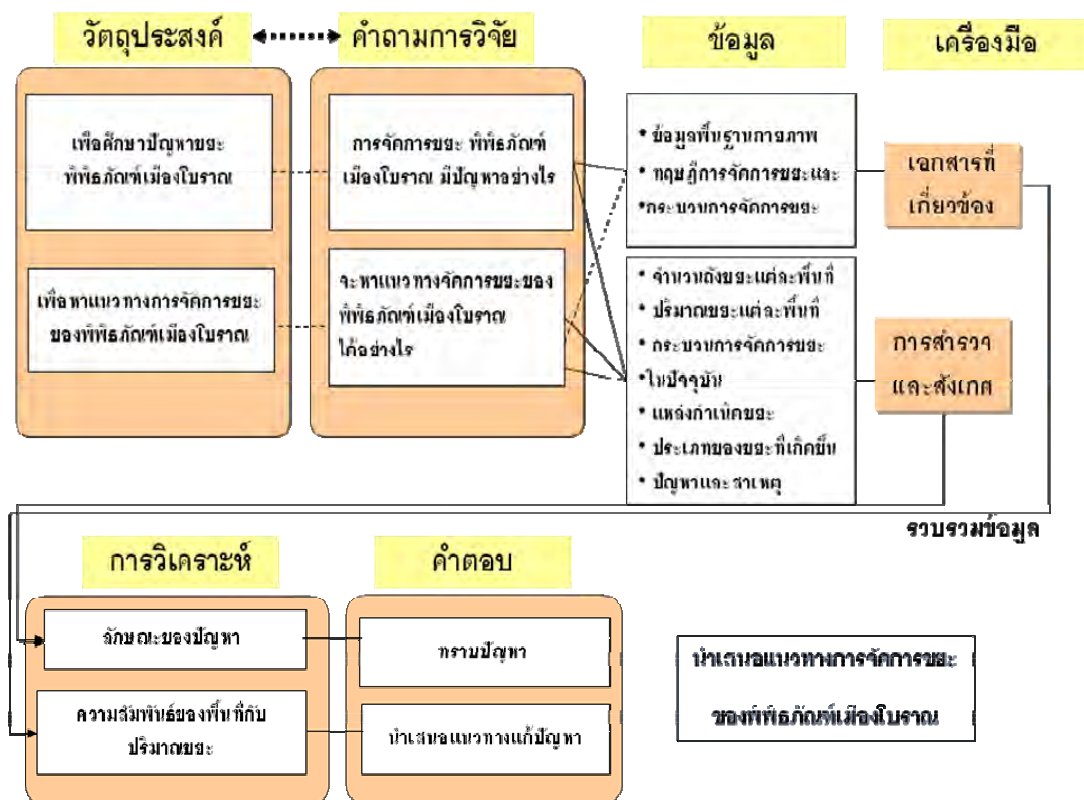 วัตถุประสงค์
คำถามการวิจัย
ข้อมูล
เครื่องมือ
เพื่อศึกษาปัญหาขยะ
พิพิธภัณฑ์เมืองโบราณ
เพื่อหาแนวทางการจัดการขยะ
ของพิพิธภัณฑ์เมืองโบราณ
การจัดการขยะ พิพิธภัณฑ์
เมืองโบราณ มีปัญหาอย่างไร
จะหาแนวทางจัดการขยะของ
พิพิธภัณฑ์เมืองโบราณ
ได้อย่างไร
* ข้อมูลพื้นฐานกายภาพ
* ทฤษฎีการจัดการขยะและ
*กระบวนการจัดการขยะ
* จำนวนถังขยะแต่ละพื้นที่
* ปริมาณขยะแต่ละพื้นที่
* กระบวนการจัดการขยะ
*ในปัจจุบัน
* แหล่งกำเนิดขยะ
* ประเภทของขยะที่เกิดขึ้น
* ปัญหาและสาเหตุ
เอกสารที่
เกี่ยวข้อง
การสำรวจ
และสังเกต
รวบรวมข้อมูล
การวิเคราะห์
คำตอบ
ลักษณะของปัญหา
ความสัมพันธ์ของพื้นที่กับ
ปริมาณขยะ
ทราบปัญหา
นำเสนอแนวทางแก้ปัญหา
นำเสนอแนวทางการจัดการขยะ
ของพิพิธภัณฑ์เมืองโบราณ